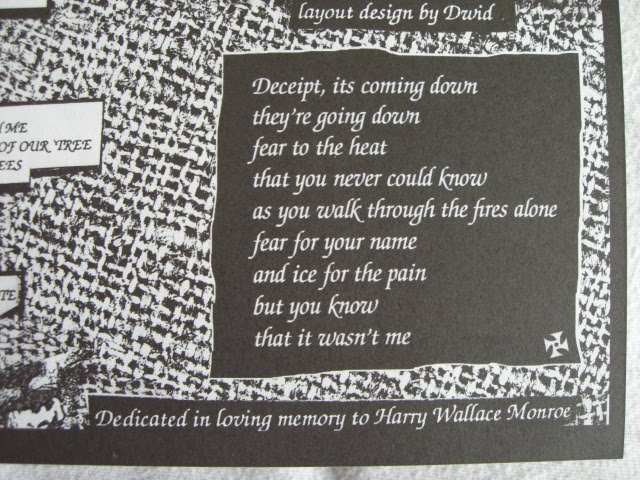 layout design by Dwid
ME
OF OUR 'TREE
EES
TE
Deceipt, its coming down
they're going down
fear to the heat
that you never could know
as you walk through the fires alone
fear for your name
and ice for the pain
but you know
that it wasn't me
Dedicated in loving memory to Harry Wallace Monroe